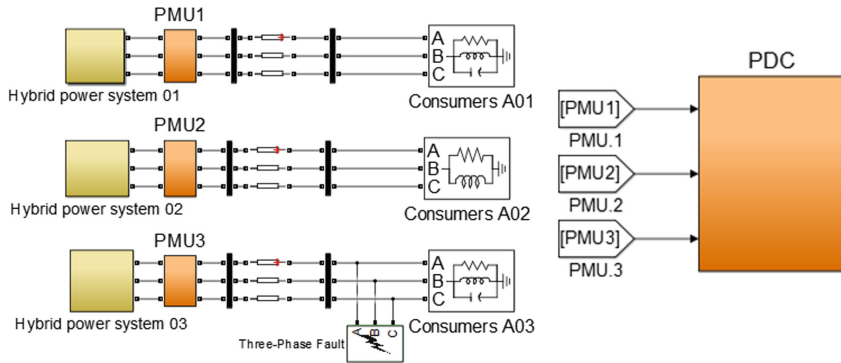 PMU1
A
B
C
Hybrid power system 01
Consumers A01
PMU2
A
B
C
Hybrid power system 02
Consumers A02
PMU3
A
B
C
Hybrid power system 03
Consumers A03
Three-Phase Fault
A
B
C
PDC
[PMU1]
PMU.1
[PMU2]
PMU.2
[PMU3]
PMU.3